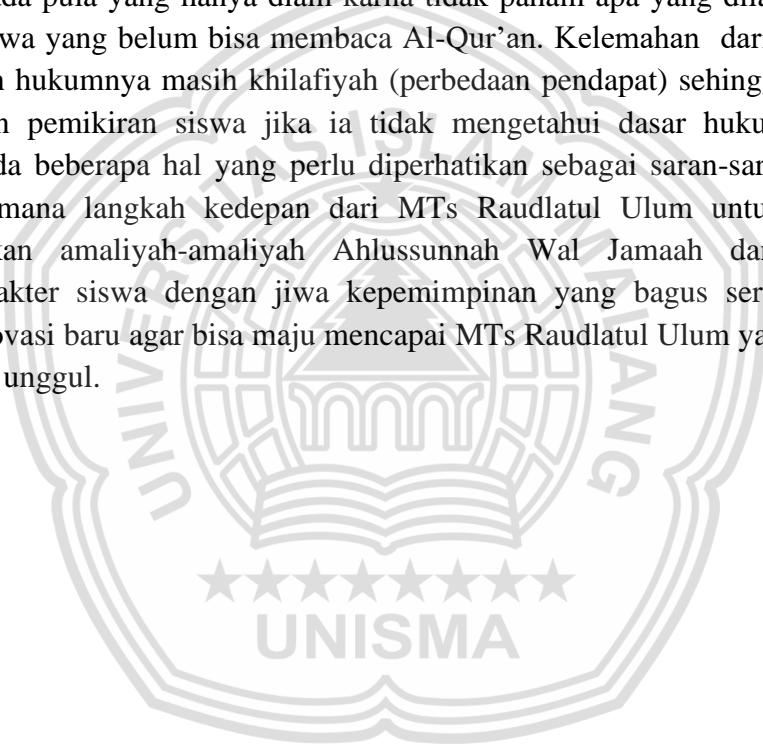 da pula yang hanya diam karna tidak paham apa yang
wa yang belum bisa membaca Al-Qur'an. Kelemahan dari
n hukumnya masih khilafiyah (perbedaan pendapat) sehing
n pemikiran siswa jika ia tidak mengetahui dasar huku
da beberapa hal yang perlu diperhatikan sebagai saran-sar
mana langkah kedepan dari MTs Raudlatul Ulum untu
kan amaliyah-amaliyah Ahlussunnah Wal Jamaah dan
akter siswa dengan jiwa kepemimpinan yang bagus ser
ovasi baru agar bisa maju mencapai MTs Raudlatul Ulum ya
unggul.
UNIVERSITAS ISLAM MALANG
UNISMA